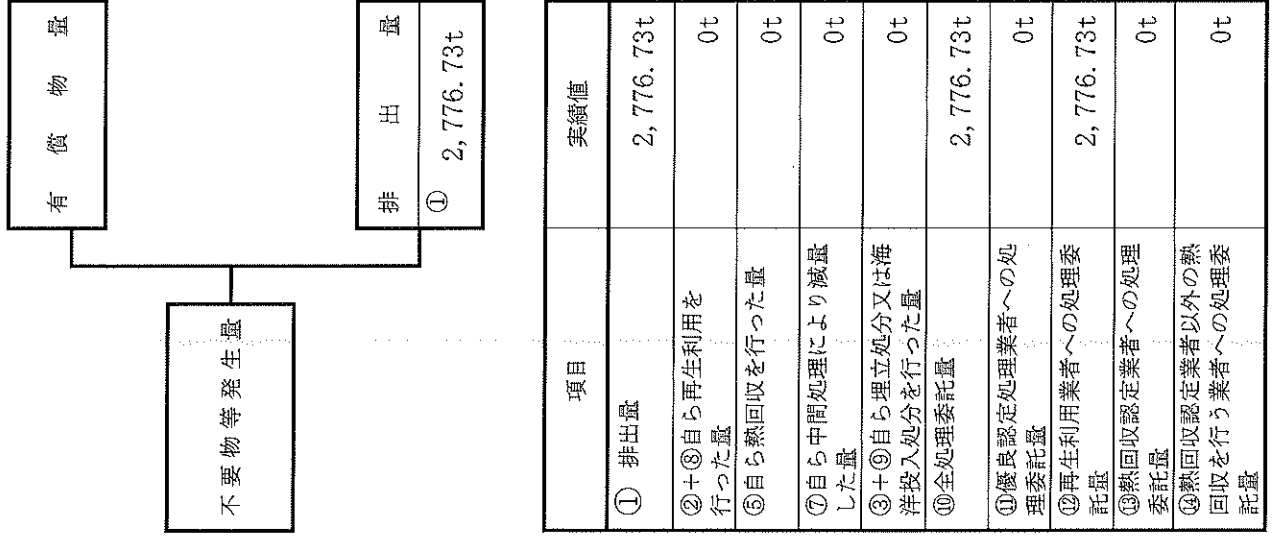 有 償 物 量
不 要 物 等 発 生 量
排 出 量
① 2,776.73t
項目 実績値
① 排出量 2,776.73t
②+⑧自ら再生利用を
行った量 0t
⑤自ら熱回収を行った量 0t
⑦自ら中間処理により減量
した量 0t
③+⑨自ら埋立処分又は海
洋投入処分を行った量 0t
⑩全処理委託量 2,776.73t
⑪優良認定処理業者への処
理委託量 0t
⑫再生利用業者への処理委
託量 2,776.73t
⑬熱回収認定業者への処理
委託量 0t
⑭熱回収認定業者以外の熱
回収を行う業者への処理委
託量 0t